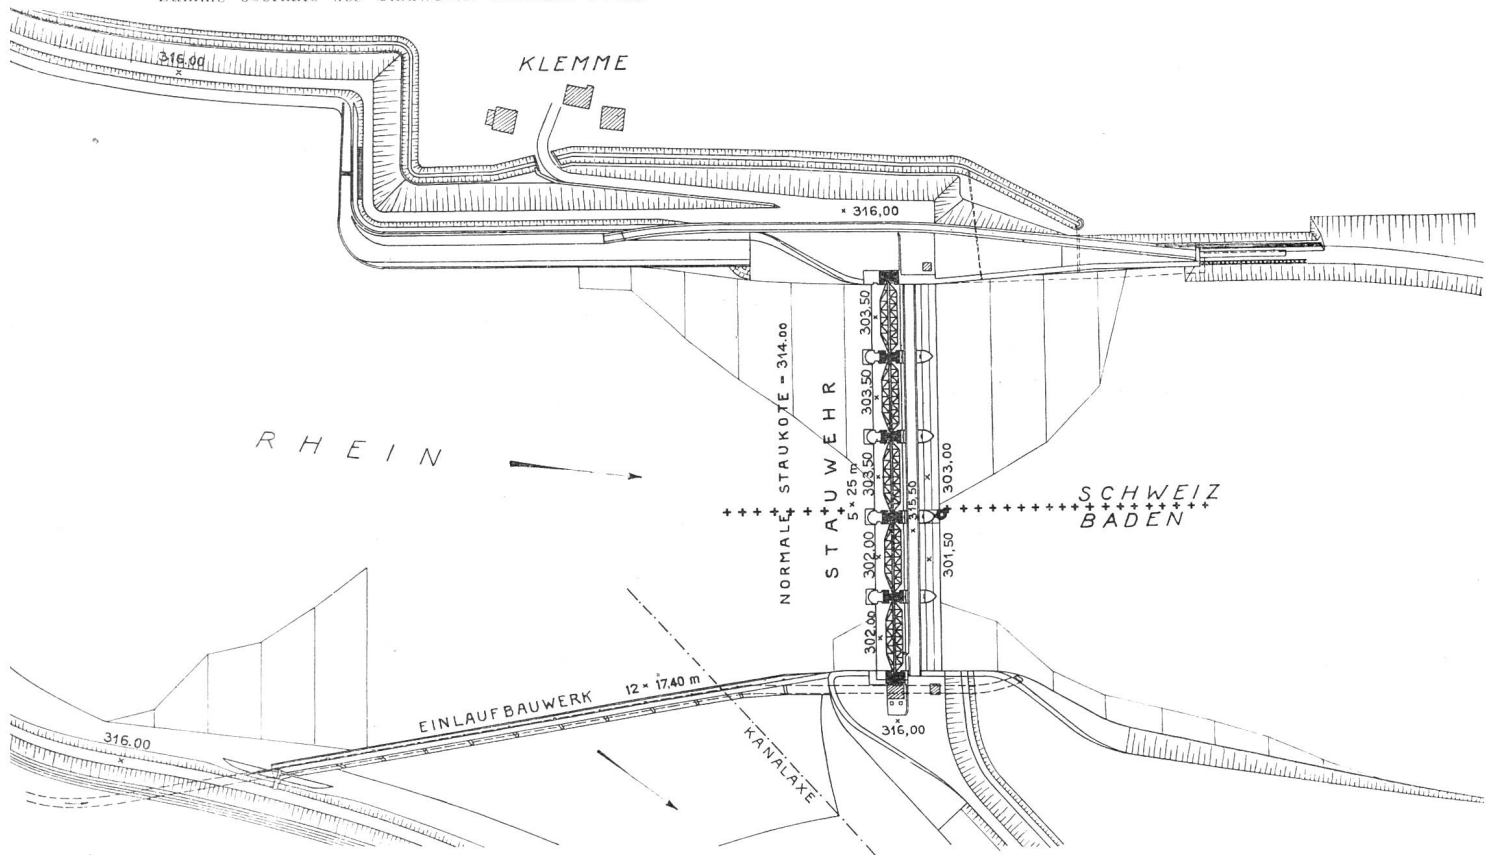 316.00
KLEMME
× 316,00
303.50
303,50
303,50
302.00
302.00
NORMALE STAUKOTE = 314.00
STAUWEHR
5 × 25 m
315,50
303,00
301,50
RHEIN
SCHWEIZ
BADEN
EINLAUFBAUWERK
12 × 17.40 m
KANALAXE
316.00
316,00